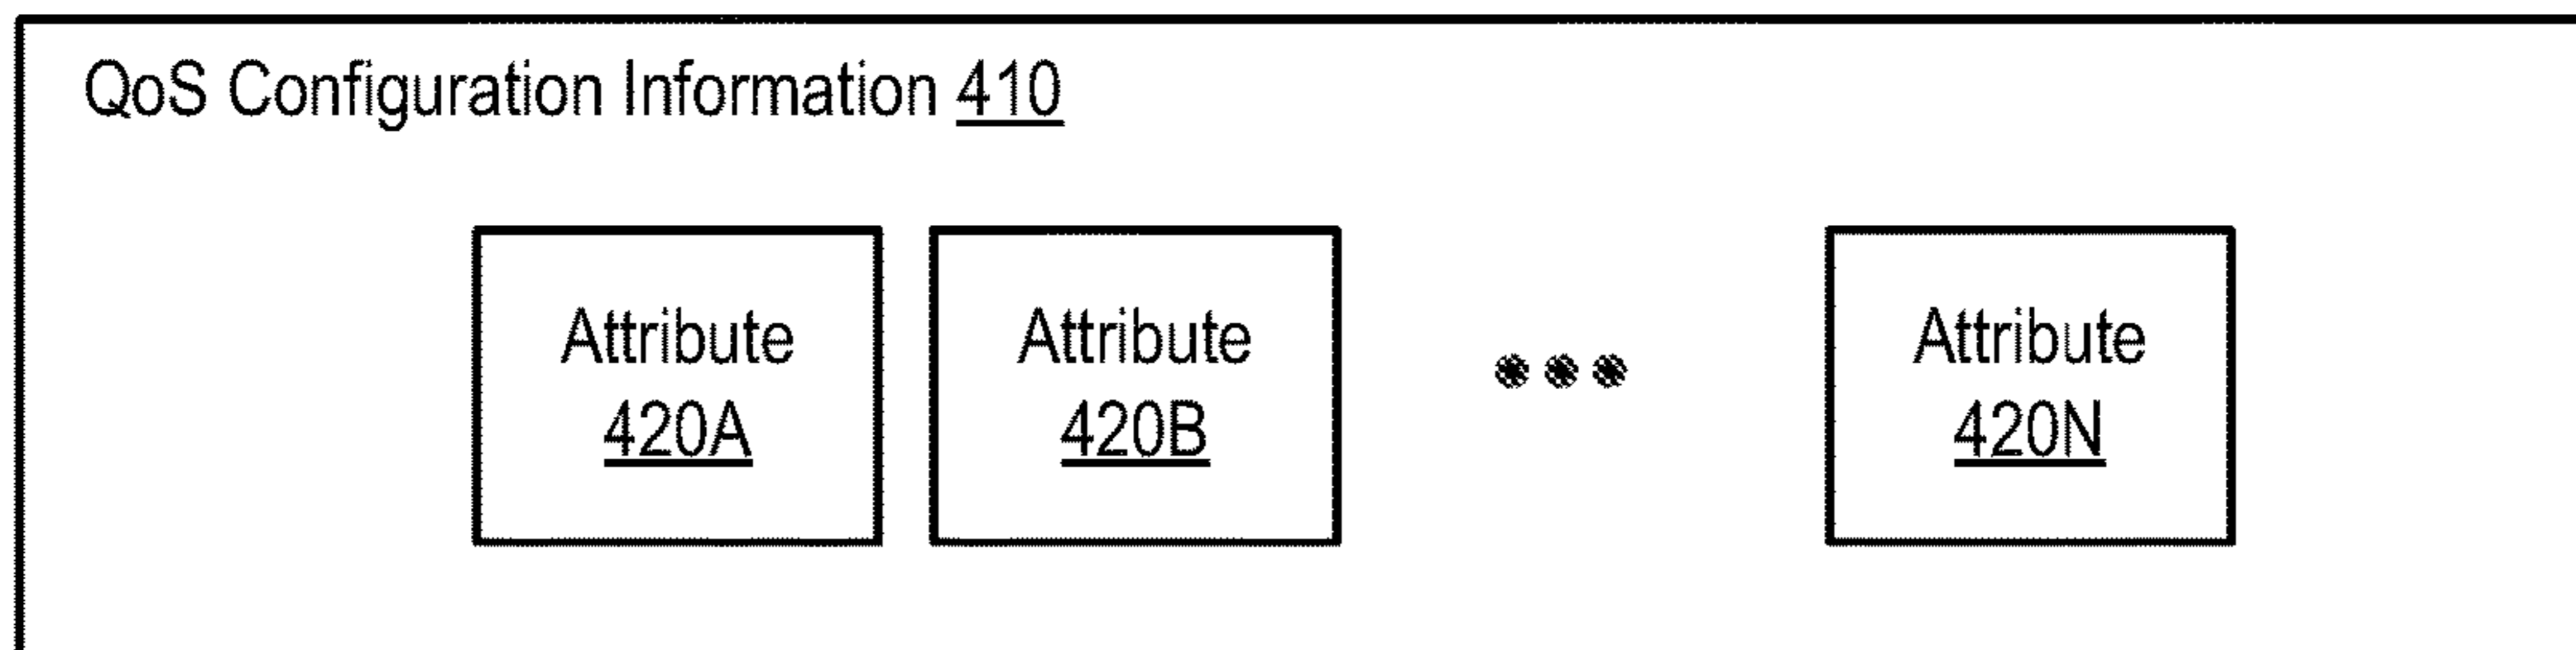 QoS Configuration Information 410
Attribute
420A
Attribute
420B
Attribute
420N